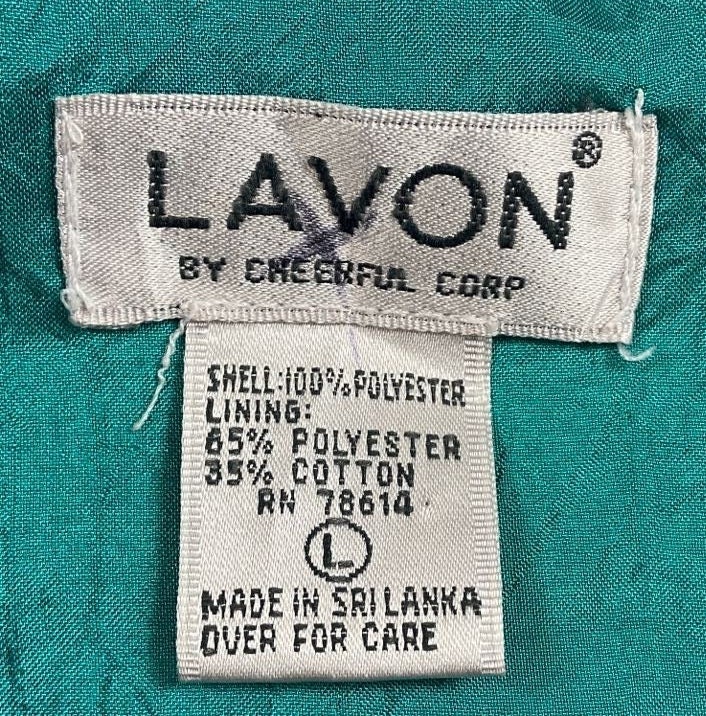 LAVON®
BY CHEERFUL CORP
SHELL:100% POLYESTER
LINING:
65% POLYESTER
35% COTTON
RN 78614
L
MADE IN SRI LANKA
OVER FOR CARE